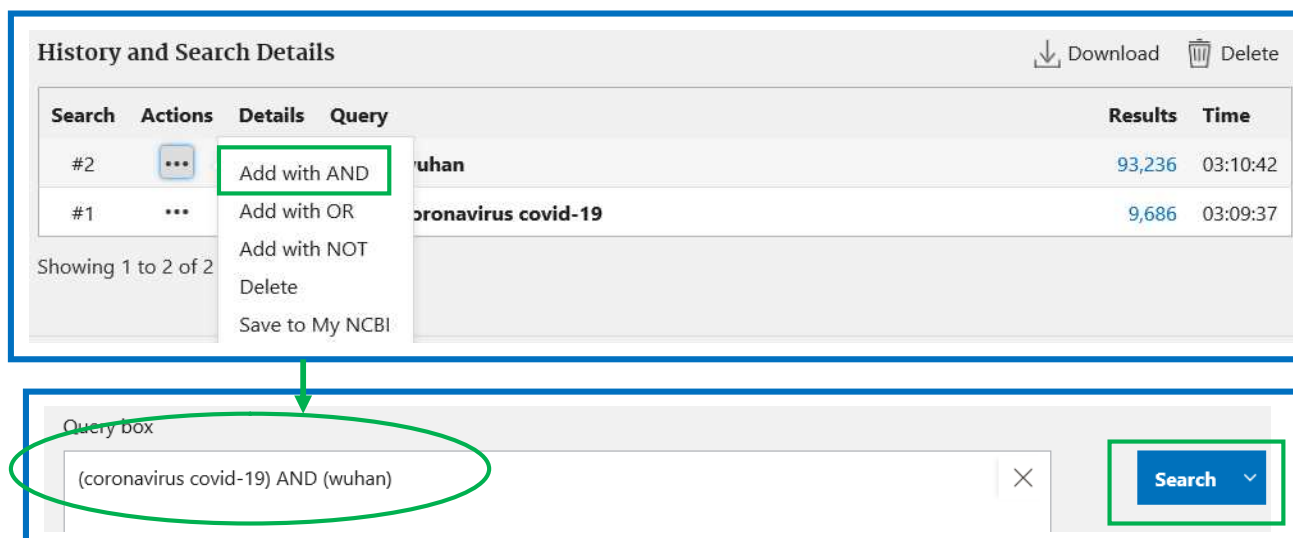 History and Search Details Download Delete
Search Actions Details Query Results Time
#2 ••• uhan 93,236 03:10:42
Add with AND
#1 ••• oronavirus covid-19 9,686 03:09:37
Add with OR
Add with NOT
Showing 1 to 2 of 2
Delete
Save to My NCBI
Query box
(coronavirus covid-19) AND (wuhan)
Search